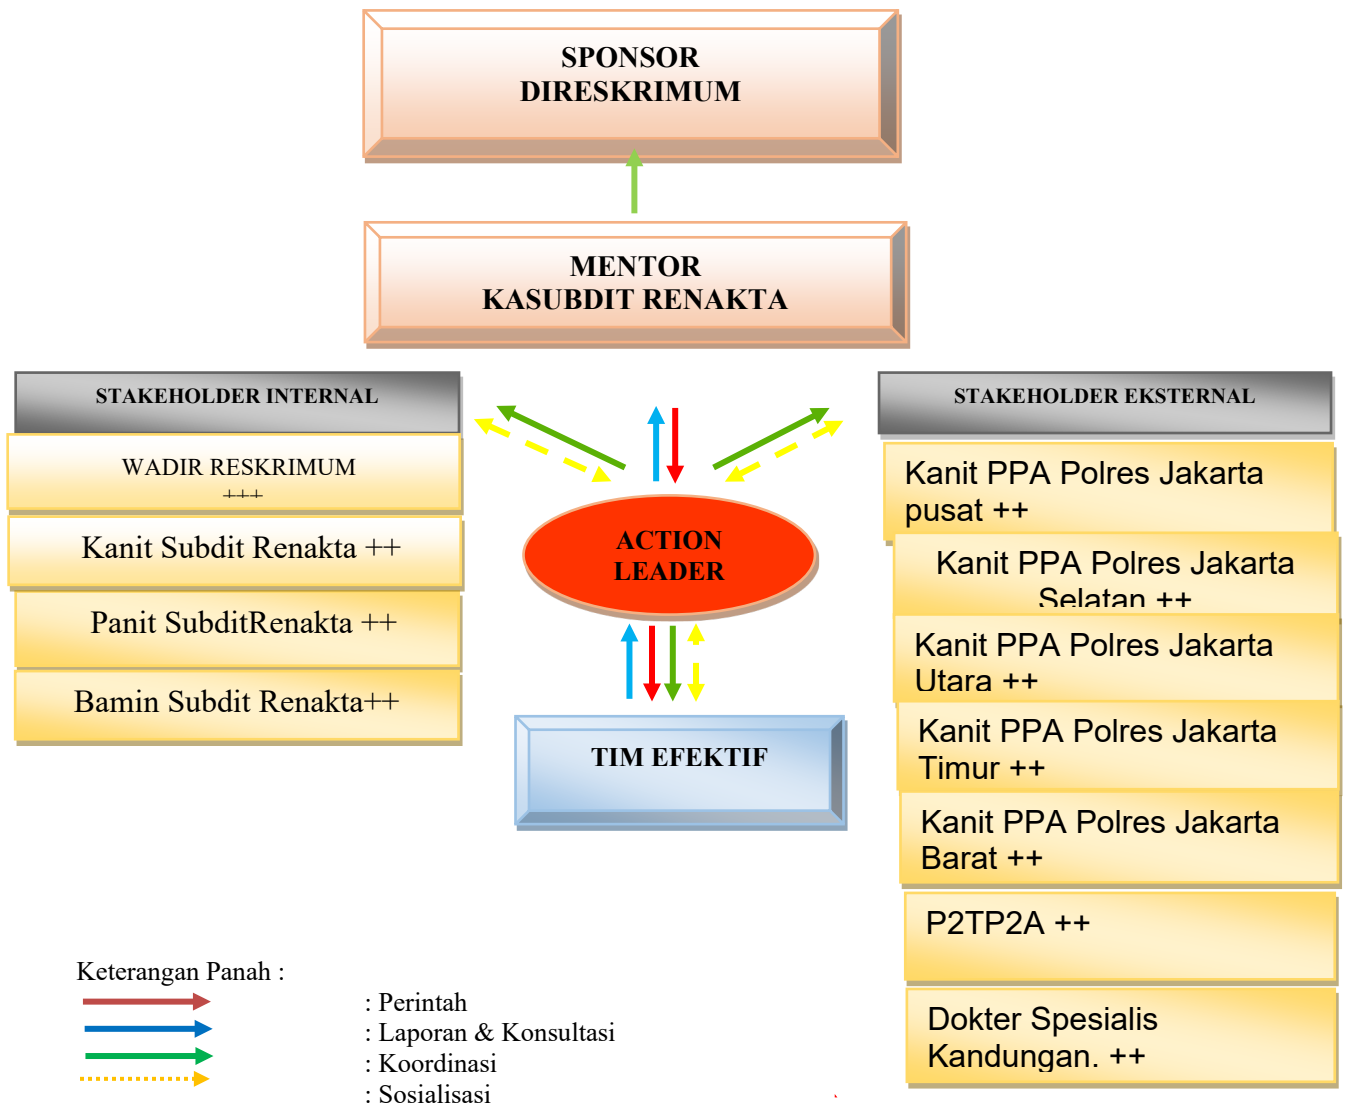 SPONSOR
DIRESKRIMUM
MENTOR
KASUBDIT RENAKTA
STAKEHOLDER INTERNAL
WADIR RESKRIMUM
+++
Kanit Subdit Renakta ++
Panit SubditRenakta ++
Bamin Subdit Renakta++
ACTION
LEADER
TIM EFEKTIF
STAKEHOLDER EKSTERNAL
Kanit PPA Polres Jakarta
pusat ++
Kanit PPA Polres Jakarta
Selatan ++
Kanit PPA Polres Jakarta
Utara ++
Kanit PPA Polres Jakarta
Timur ++
Kanit PPA Polres Jakarta
Barat ++
P2TP2A ++
Dokter Spesialis
Kandungan. ++
Keterangan Panah :
: Perintah
: Laporan & Konsultasi
: Koordinasi
: Sosialisasi